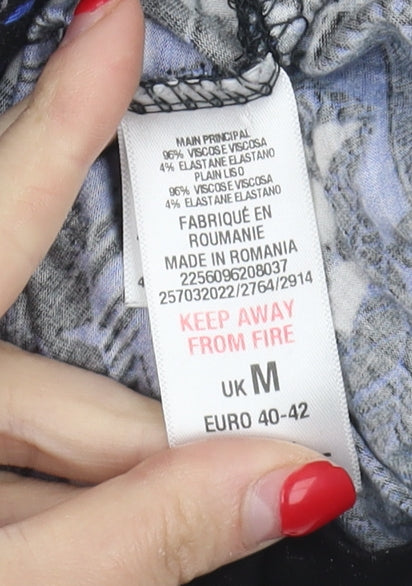 MAIN PRINCIPAL
96% VISCOSE VISCOSA
4% ELASTANE ELASTANO
PLAIN LISO
96% VISCOSE VISCOSA
4% ELASTANE ELASTANO
FABRIQUÉ EN
ROUMANIE
MADE IN ROMANIA
2256096208037
257032022/2764/2914
KEEP AWAY
FROM FIRE
UK M
EURO 40-42